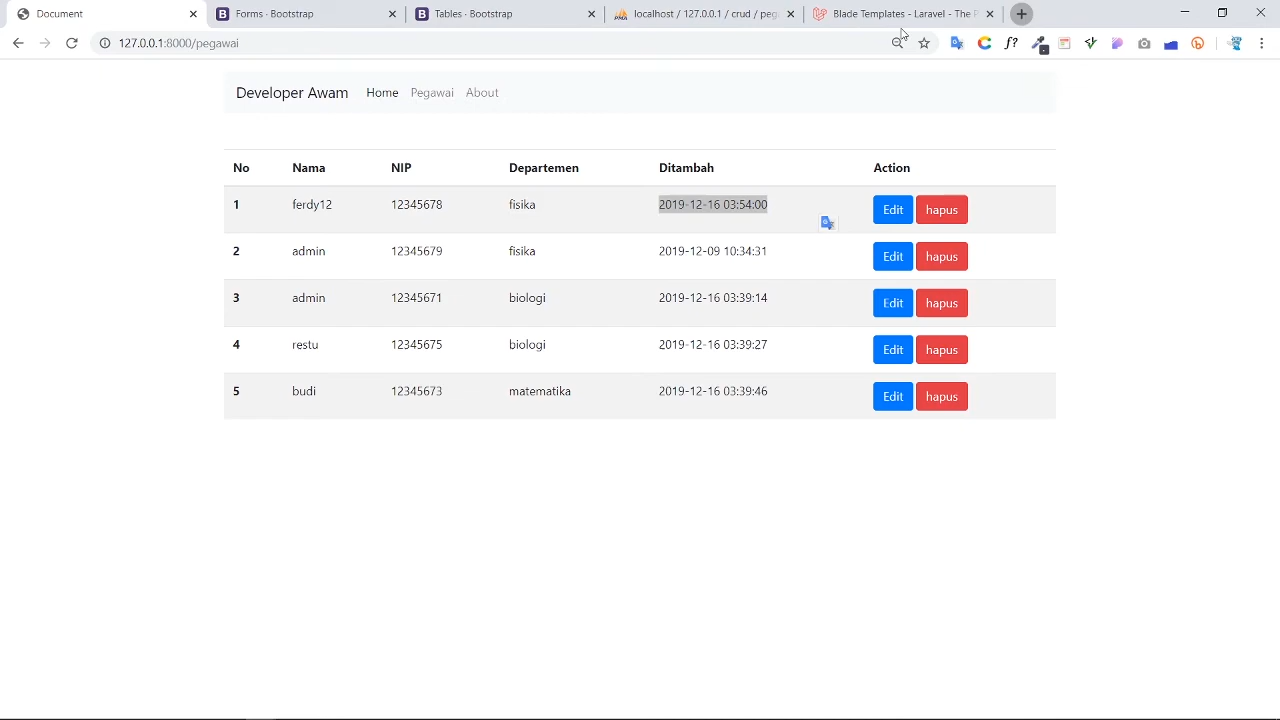 Document
Forms · Bootstrap
Tables · Bootstrap
localhost / 127.0.0.1 / crud / peg
Blade Templates - Laravel - The P
127.0.0.1:8000/pegawai
Developer Awam Home Pegawai About
No Nama NIP Departemen Ditambah Action
1 ferdy12 12345678 fisika 2019-12-16 03:54:00 Edit hapus
2 admin 12345679 fisika 2019-12-09 10:34:31 Edit hapus
3 admin 12345671 biologi 2019-12-16 03:39:14 Edit hapus
4 restu 12345675 biologi 2019-12-16 03:39:27 Edit hapus
5 budi 12345673 matematika 2019-12-16 03:39:46 Edit hapus